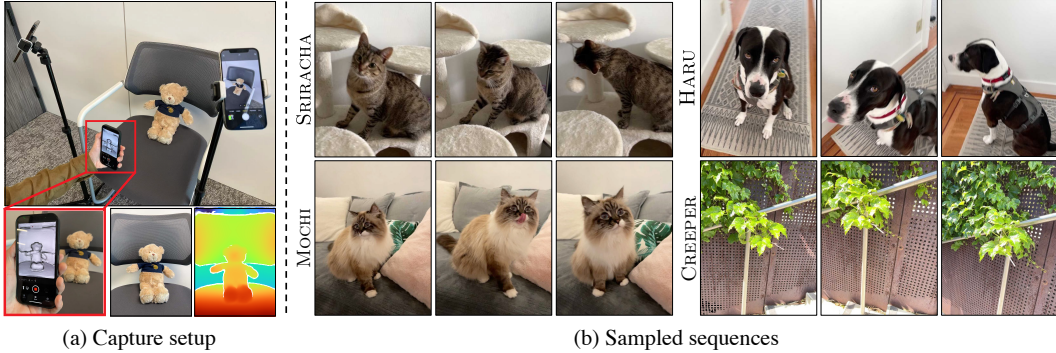 SRIRACHA
HARU
MOCHI
CREEPER
(a) Capture setup
(b) Sampled sequences